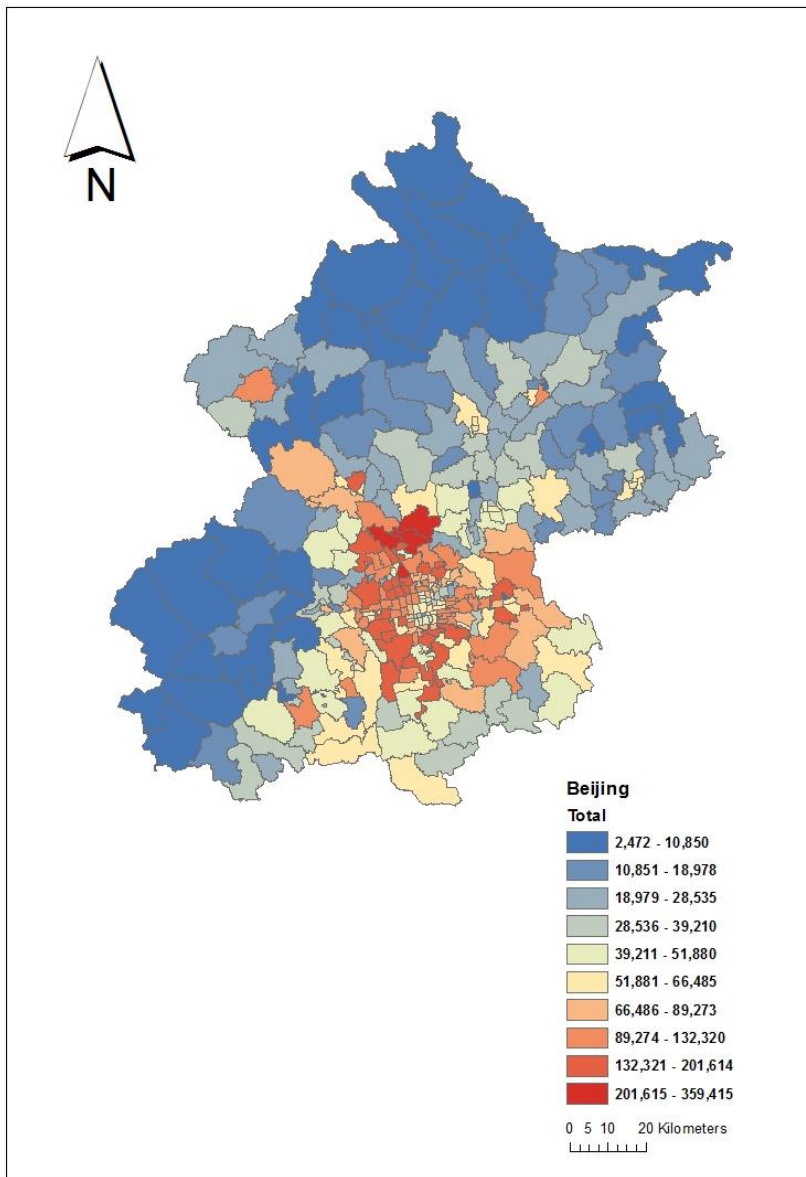 N
Beijing
Total
2,472 - 10,850
10,851 - 18,978
18,979 - 28,535
28,536 - 39,210
39,211 - 51,880
51,881 - 66,485
66,486 - 89,273
89,274 - 132,320
132,321 - 201,614
201,615 - 359,415
0 5 10 20 Kilometers